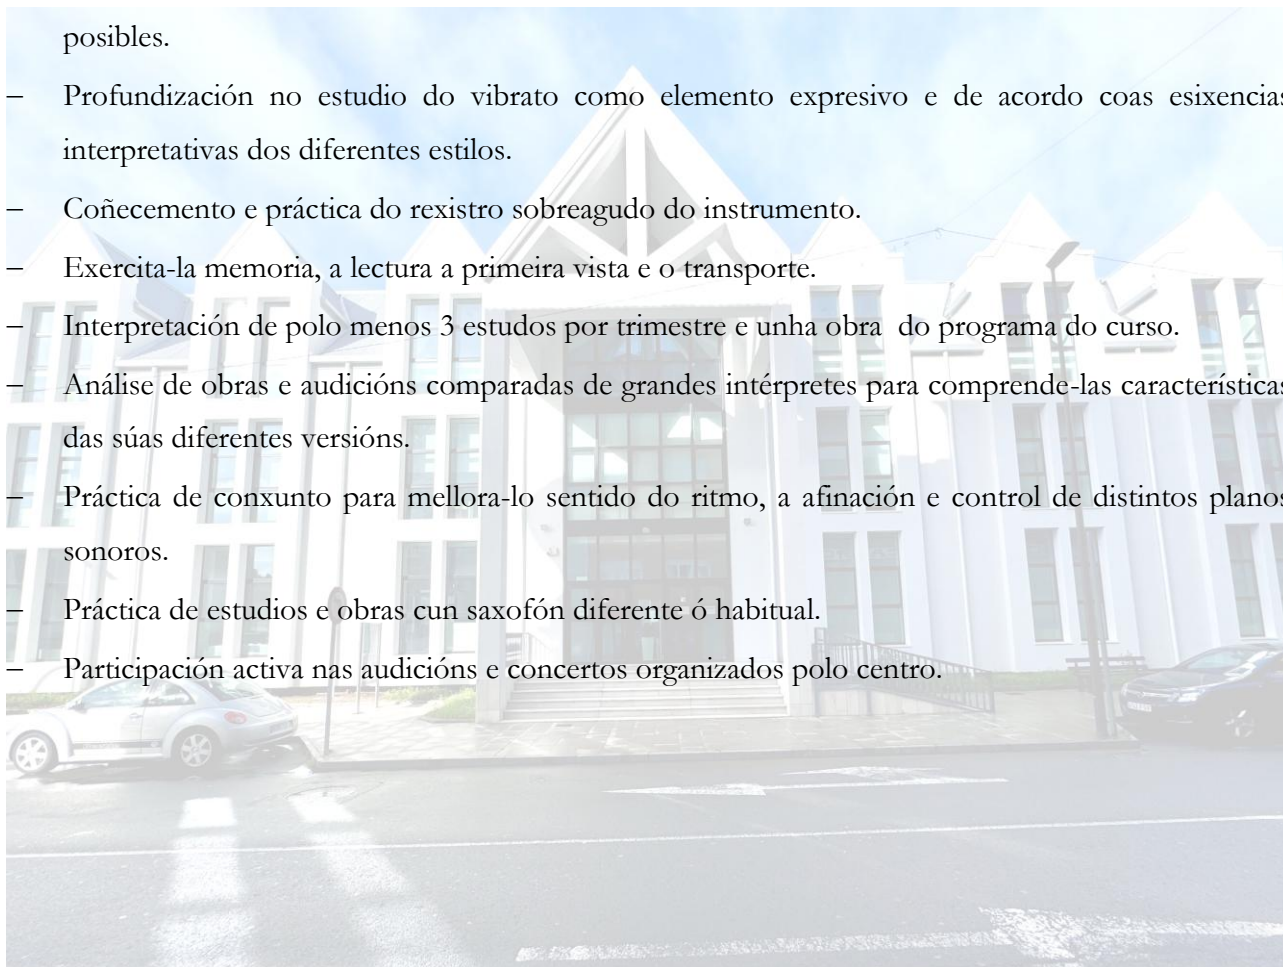 posibles.
– Profundización no estudio do vibrato como elemento expresivo e de acordo coas esixencias
interpretativas dos diferentes estilos.
– Coñecemento e práctica do rexistro sobreagudo do instrumento.
– Exercita-la memoria, a lectura a primeira vista e o transporte.
– Interpretación de polo menos 3 estudos por trimestre e unha obra do programa do curso.
– Análise de obras e audicións comparadas de grandes intérpretes para comprende-las características
das súas diferentes versións.
– Práctica de conxunto para mellora-lo sentido do ritmo, a afinación e control de distintos planos
sonoros.
– Práctica de estudios e obras cun saxofón diferente ó habitual.
– Participación activa nas audicións e concertos organizados polo centro.